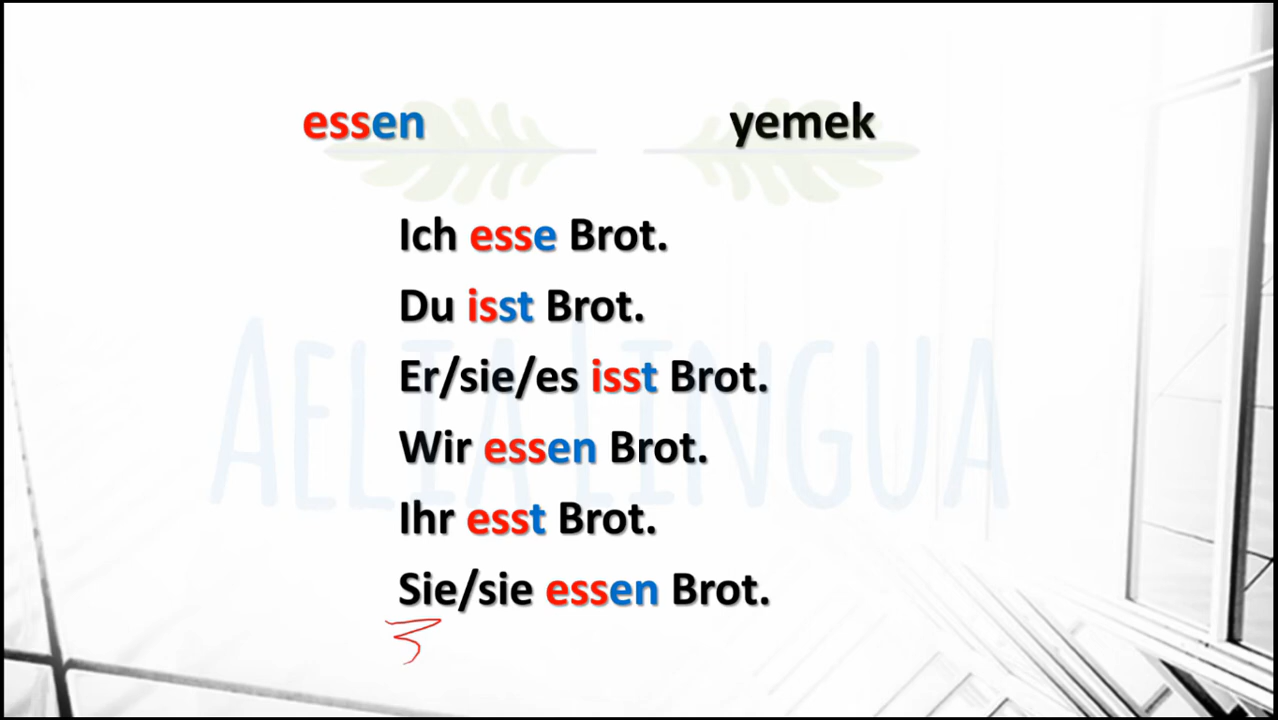 essen yemek
Ich esse Brot.
Du isst Brot.
Er/sie/es isst Brot.
Wir essen Brot.
Ihr esst Brot.
Sie/sie essen Brot.
AELIA LINGUA